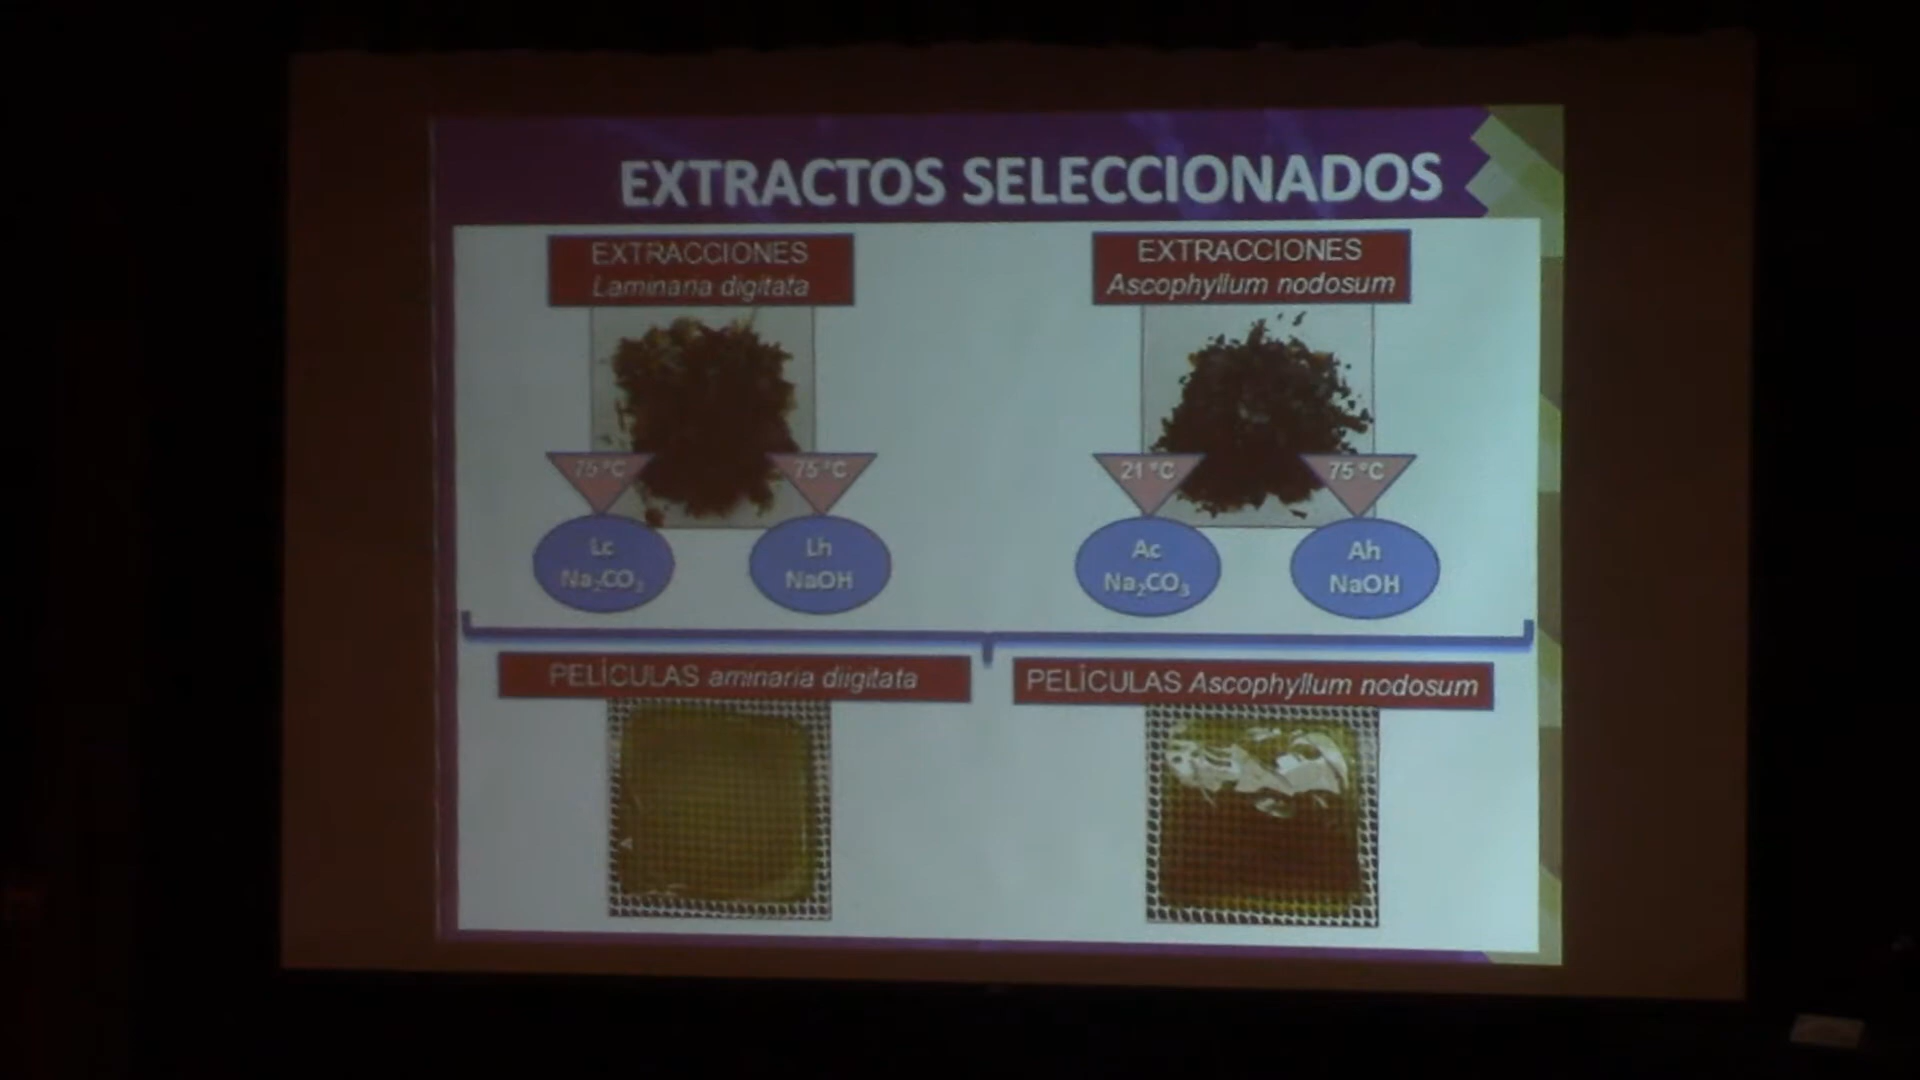 EXTRACTOS SELECCIONADOS
EXTRACCIONES
Laminaria digitata
EXTRACCIONES
Ascophyllum nodosum
75 °C
75 °C
21 °C
75 °C
Lc
Na₂CO₃
Lh
NaOH
Ac
Na₂CO₃
Ah
NaOH
PELÍCULAS aminaria diigitata
PELÍCULAS Ascophyllum nodosum